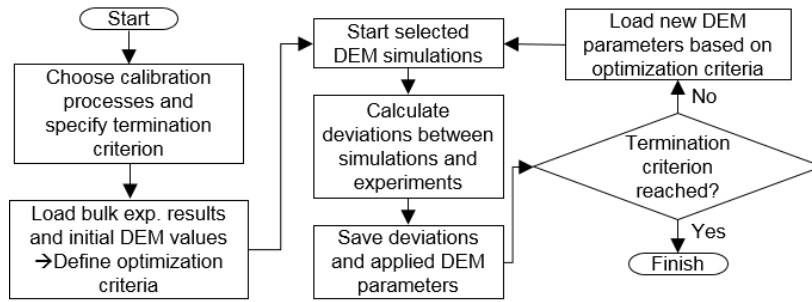 Start
Choose calibration
processes and
specify termination
criterion
Load bulk exp. results
and initial DEM values
→Define optimization
criteria
Start selected
DEM simulations
Calculate
deviations between
simulations and
experiments
Save deviations
and applied DEM
parameters
Load new DEM
parameters based on
optimization criteria
No
Termination
criterion
reached?
Yes
Finish